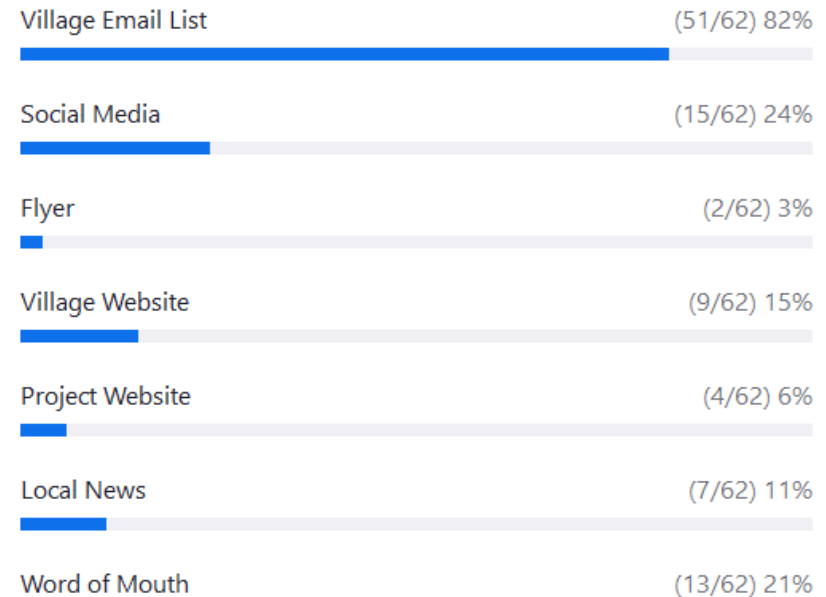 Village Email List (51/62) 82%
Social Media (15/62) 24%
Flyer (2/62) 3%
Village Website (9/62) 15%
Project Website (4/62) 6%
Local News (7/62) 11%
Word of Mouth (13/62) 21%